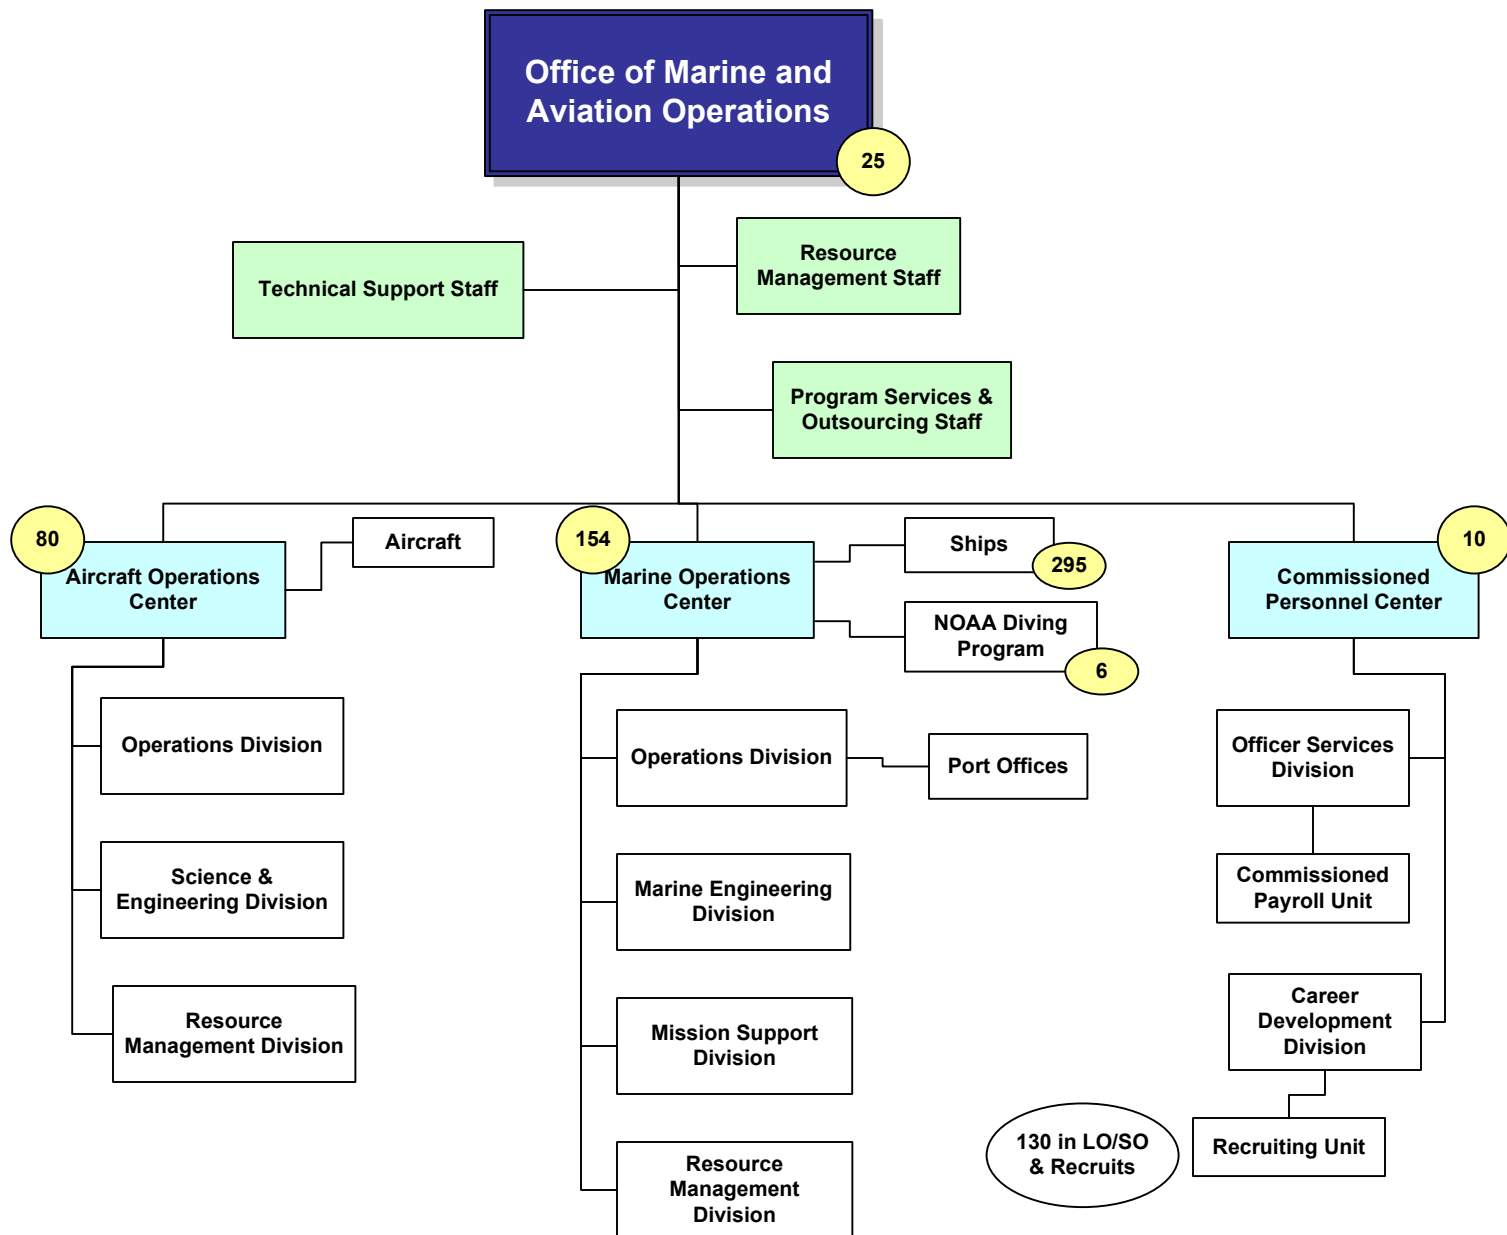 Office of Marine and
Aviation Operations
25
Resource
Management Staff
Technical Support Staff
Program Services &
Outsourcing Staff
80
Aircraft Operations
Center
Aircraft
154
Marine Operations
Center
Ships
295
NOAA Diving
Program
6
10
Commissioned
Personnel Center
Operations Division
Science &
Engineering Division
Resource
Management Division
Operations Division
Port Offices
Marine Engineering
Division
Mission Support
Division
Resource
Management
Division
Officer Services
Division
Commissioned
Payroll Unit
Career
Development
Division
Recruiting Unit
130 in LO/SO
& Recruits